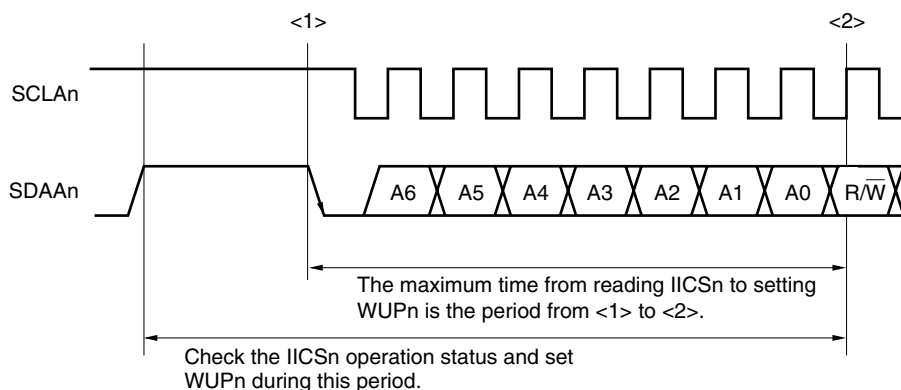 <1> <2>
SCLAn
SDAAn A6 A5 A4 A3 A2 A1 A0 R/W̅
The maximum time from reading IICSn to setting
WUPn is the period from <1> to <2>.
Check the IICSn operation status and set
WUPn during this period.